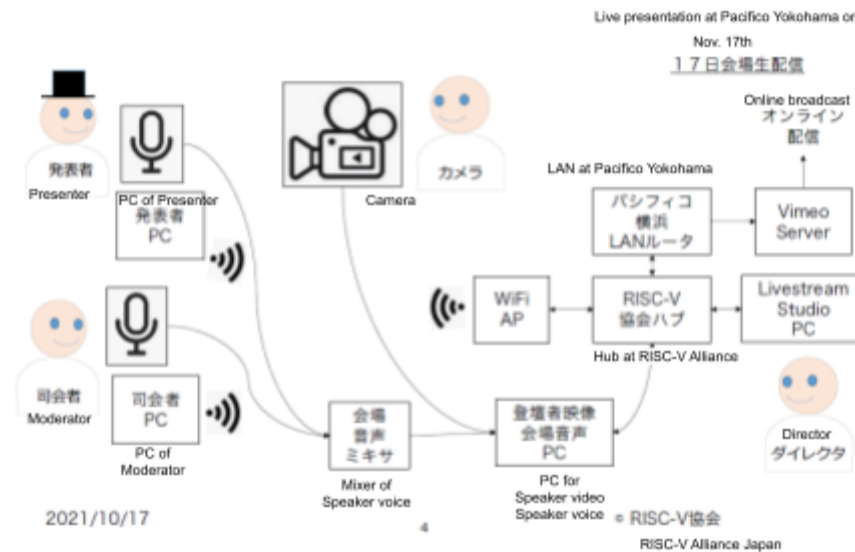 Live presentation at Pacifico Yokohama on
Nov. 17th
17日会場生配信
Online broadcast
オンライン
配信
発表者
Presenter
PC of Presenter
発表者
PC
Camera
カメラ
LAN at Pacifico Yokohama
パシフィコ
横浜
LANルータ
Vimeo
Server
WiFi
AP
RISC-V
協会ハブ
Hub at RISC-V Alliance
Livestream
Studio
PC
司会者
Moderator
司会者
PC
PC of
Moderator
会場
音声
ミキサ
Mixer of
Speaker voice
登壇者映像
会場音声
PC
PC for
Speaker video
Speaker voice
Director
ダイレクタ
2021/10/17
4
© RISC-V協会
RISC-V Alliance Japan